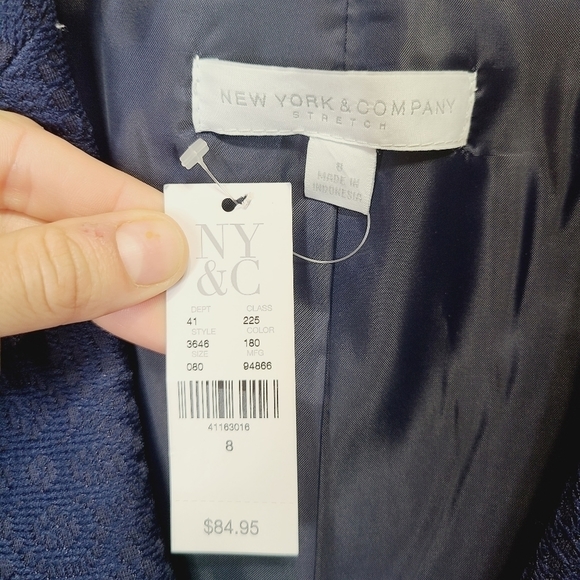 NEW YORK & COMPANY
STRETCH
8
MADE IN
INDONESIA
NY
&C
DEPT CLASS
41 225
STYLE COLOR
3646 180
SIZE MFG
080 94866
41163016
8
$84.95